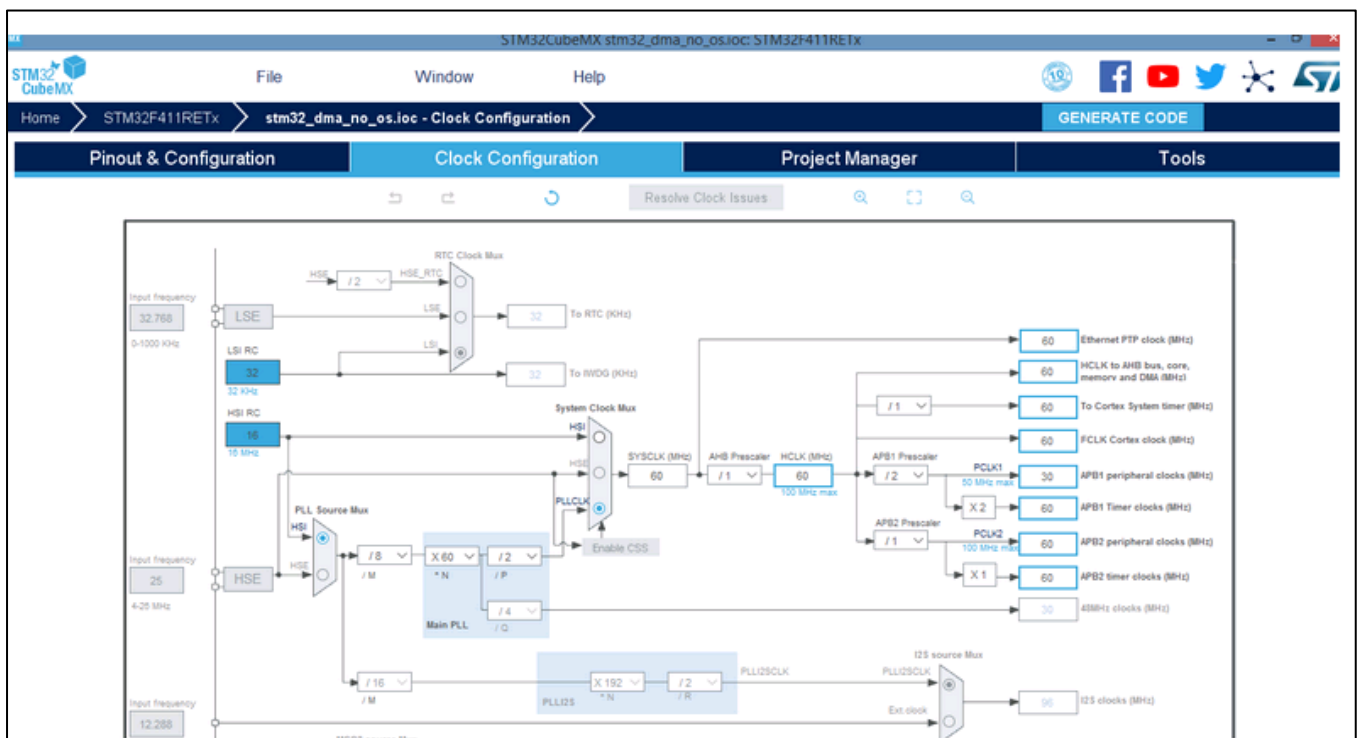 STM32CubeMX stm32_dma_no_os.ioc: STM32F411RETx
STM32
CubeMX
File
Window
Help
10
Home
STM32F411RETx
stm32_dma_no_os.ioc - Clock Configuration
GENERATE CODE
Pinout & Configuration
Clock Configuration
Project Manager
Tools
Resolve Clock Issues
RTC Clock Mux
HSE
/ 2
HSE_RTC
Input frequency
32.768
0-1000 KHz
LSE
LSE
32
To RTC (KHz)
LSI RC
32
32 KHz
LSI
32
To IWDG (KHz)
HSI RC
16
16 MHz
System Clock Mux
HSI
HSE
PLLCLK
SYSCLK (MHz)
60
AHB Prescaler
/ 1
HCLK (MHz)
60
100 MHz max
60
Ethernet PTP clock (MHz)
60
HCLK to AHB bus, core,
memory and DMA (MHz)
/ 1
60
To Cortex System timer (MHz)
60
FCLK Cortex clock (MHz)
APB1 Prescaler
/ 2
PCLK1
50 MHz max
30
APB1 peripheral clocks (MHz)
X 2
60
APB1 Timer clocks (MHz)
APB2 Prescaler
/ 1
PCLK2
100 MHz max
60
APB2 peripheral clocks (MHz)
X 1
60
APB2 timer clocks (MHz)
PLL Source Mux
HSI
HSE
Input frequency
25
4-26 MHz
HSE
/ 8
/ M
X 60
* N
/ 2
/ P
Enable CSS
/ 4
/ Q
Main PLL
30
48MHz clocks (MHz)
/ 16
/ M
PLLI2S
X 192
* N
/ 2
/ R
PLLI2SCLK
I2S source Mux
PLLI2SCLK
Ext.clock
96
I2S clocks (MHz)
Input frequency
12.288